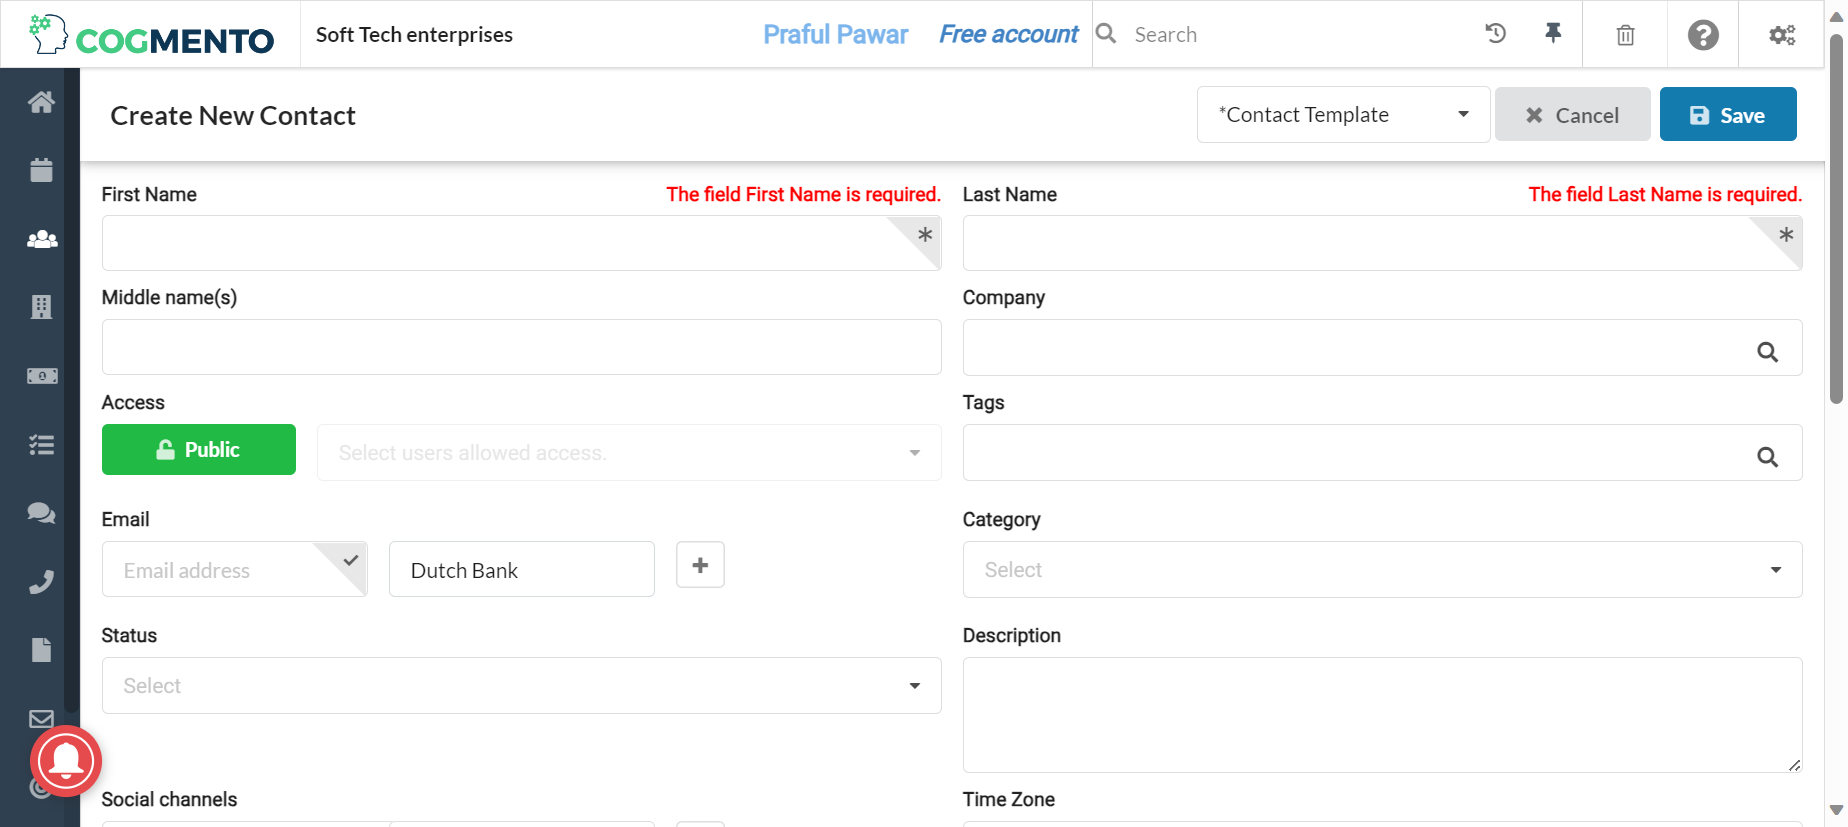 COGMENTO
Soft Tech enterprises
Praful Pawar
Free account
Search
Create New Contact
*Contact Template
Cancel
Save
First Name
The field First Name is required.
Last Name
The field Last Name is required.
Middle name(s)
Company
Access
Tags
Public
Select users allowed access.
Email
Category
Email address
Dutch Bank
Select
Status
Description
Select
Social channels
Time Zone